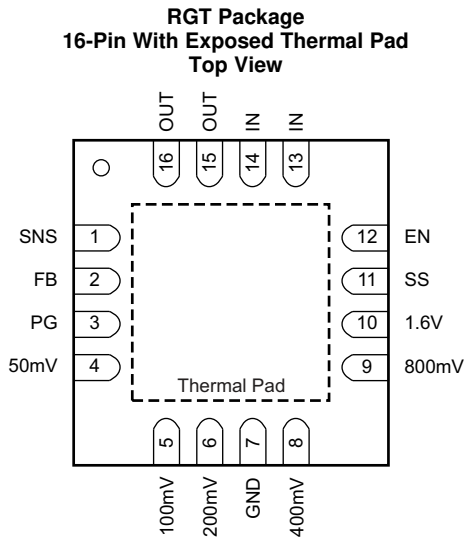 RGT Package
16-Pin With Exposed Thermal Pad
Top View
OUT
OUT
IN
IN
16
15
14
13
SNS 1
12 EN
FB 2
11 SS
PG 3
10 1.6V
50mV 4
9 800mV
Thermal Pad
5
6
7
8
100mV
200mV
GND
400mV